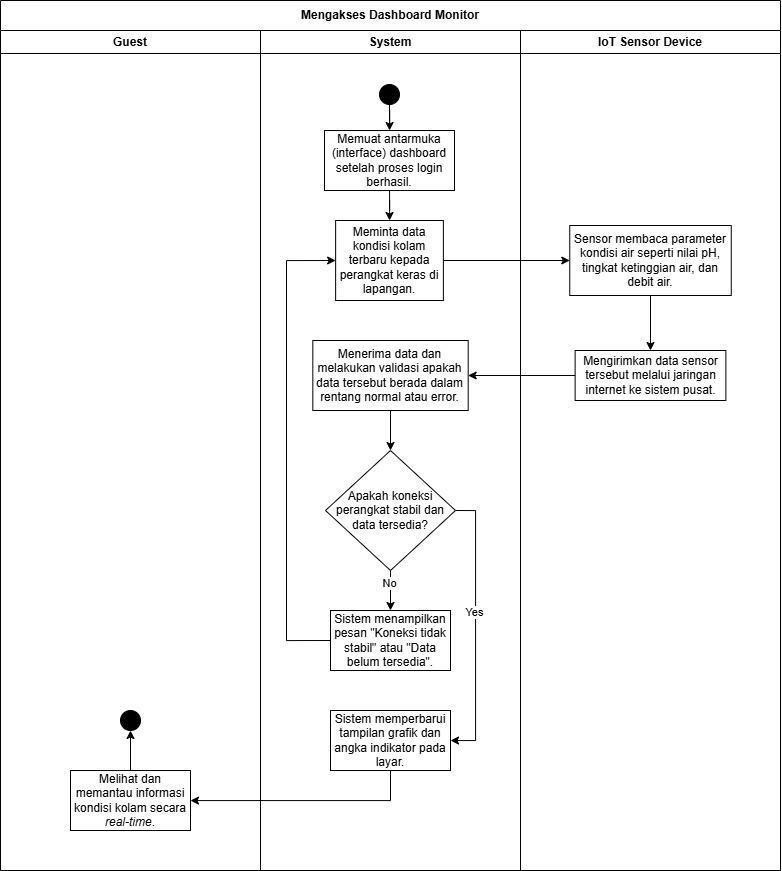 Mengakses Dashboard Monitor
Guest
System
IoT Sensor Device
Memuat antarmuka
(interface) dashboard
setelah proses login
berhasil.
Meminta data
kondisi kolam
terbaru kepada
perangkat keras di
lapangan.
Sensor membaca parameter
kondisi air seperti nilai pH,
tingkat ketinggian air, dan
debit air.
Mengirimkan data sensor
tersebut melalui jaringan
internet ke sistem pusat.
Menerima data dan
melakukan validasi apakah
data tersebut berada dalam
rentang normal atau error.
Apakah koneksi
perangkat stabil dan
data tersedia?
No
Yes
Sistem menampilkan
pesan "Koneksi tidak
stabil" atau "Data
belum tersedia".
Sistem memperbarui
tampilan grafik dan
angka indikator pada
layar.
Melihat dan
memantau informasi
kondisi kolam secara
real-time.